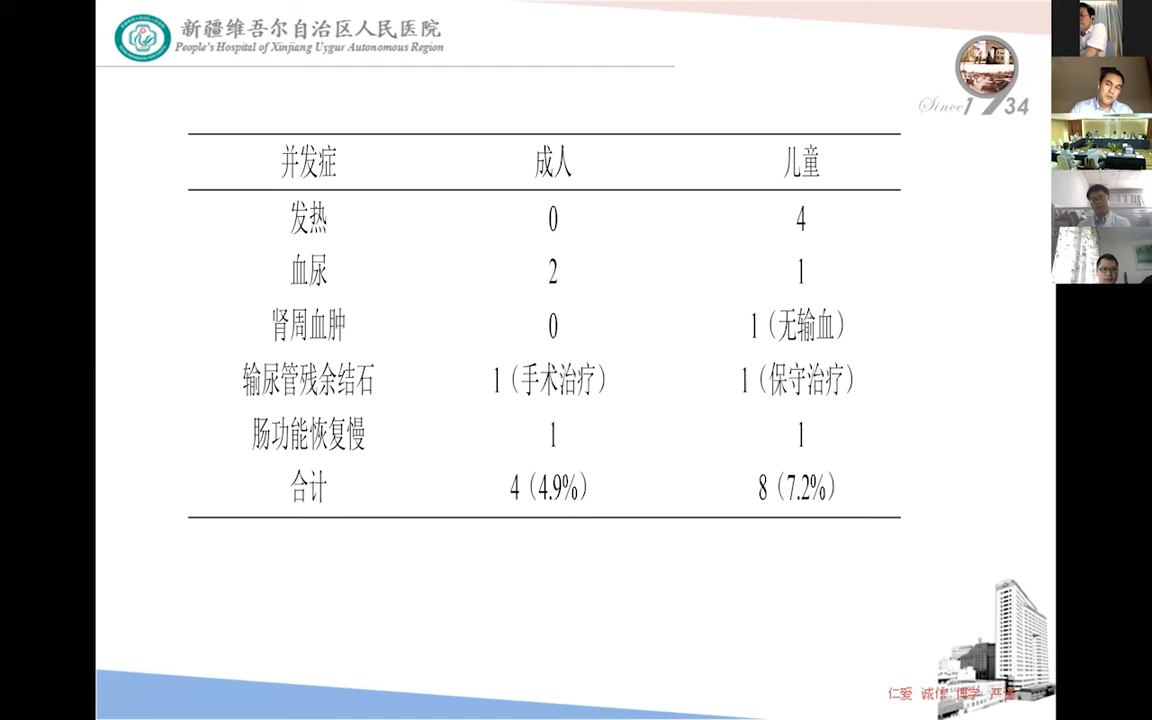 新疆维吾尔自治区人民医院
People's Hospital of Xinjiang Uygur Autonomous Region
Since 1934
并发症 成人 儿童
发热 0 4
血尿 2 1
肾周血肿 0 1（无输血）
输尿管残余结石 1（手术治疗） 1（保守治疗）
肠功能恢复慢 1 1
合计 4（4.9%） 8（7.2%）
仁爱 诚信 博学 严谨